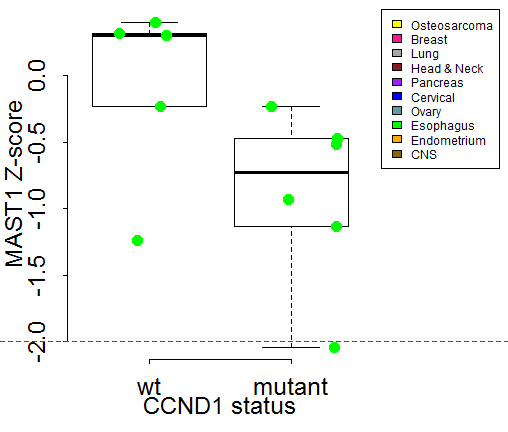 Osteosarcoma
Breast
Lung
Head & Neck
Pancreas
Cervical
Ovary
Esophagus
Endometrium
CNS
MAST1 Z-score
0.0
-0.5
-1.0
-1.5
-2.0
wt mutant
CCND1 status